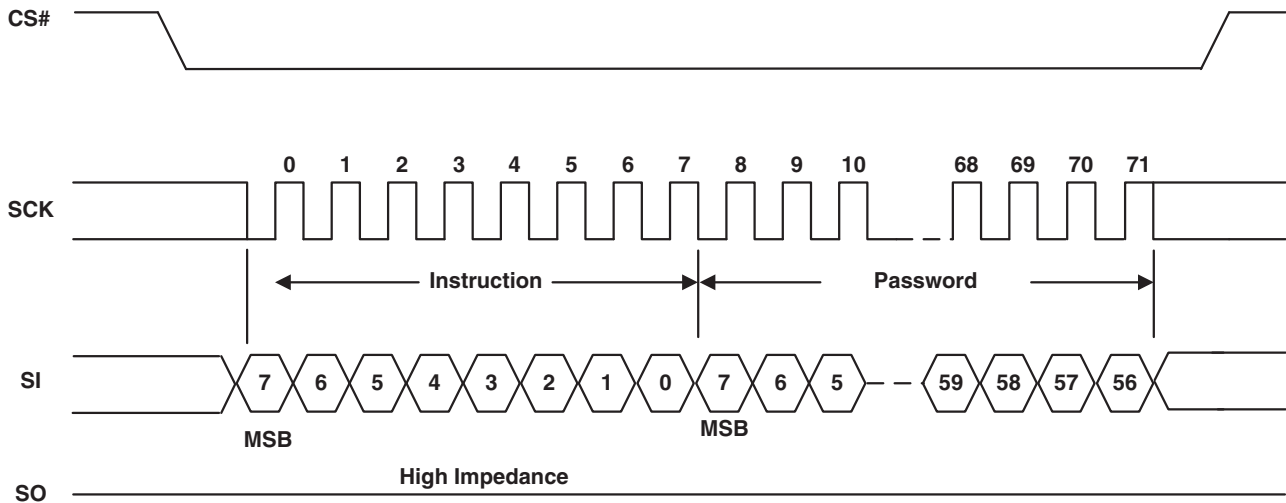 CS#
0 1 2 3 4 5 6 7 8 9 10 68 69 70 71
SCK
Instruction Password
SI 7 6 5 4 3 2 1 0 7 6 5 59 58 57 56
MSB MSB
High Impedance
SO